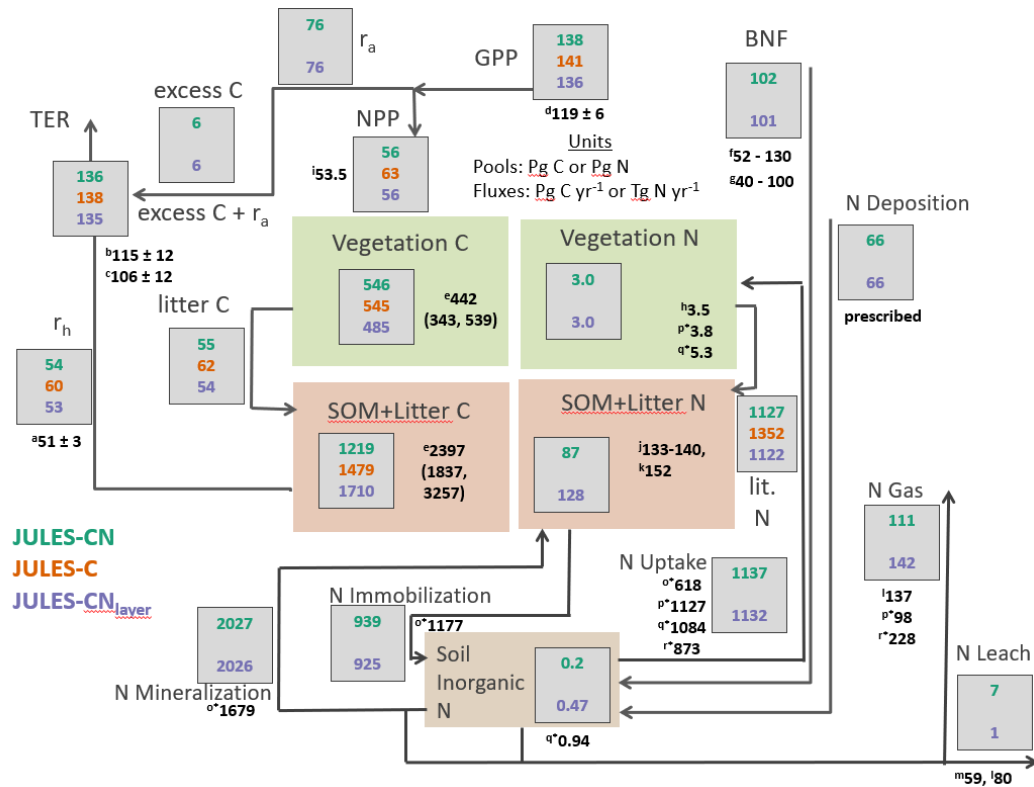 76
76
r_a
GPP
138
141
136
ᵈ119 ± 6
BNF
102
101
ᶠ52 - 130
ᵍ40 - 100
excess C
6
6
TER
136
138
135
excess C + r_a
ᵇ115 ± 12
ᶜ106 ± 12
NPP
ⁱ53.5
56
63
56
Units
Pools: Pg C or Pg N
Fluxes: Pg C yr⁻¹ or Tg N yr⁻¹
N Deposition
66
66
prescribed
Vegetation C
546
545
485
ᵉ442
(343, 539)
Vegetation N
3.0
3.0
ʰ3.5
ᵖ*3.8
q*5.3
litter C
55
62
54
r_h
54
60
53
ᵃ51 ± 3
SOM+Litter C
1219
1479
1710
ᵉ2397
(1837,
3257)
SOM+Litter N
87
128
ʲ133-140,
ᵏ152
1127
1352
1122
lit.
N
N Gas
111
142
ˡ137
ᵖ*98
ʳ*228
JULES-CN
JULES-C
JULES-CN_layer
2027
2026
N Mineralization
ᵒ*1679
N Immobilization
939
925
ᵒ*1177
N Uptake
ᵒ*618
ᵖ*1127
q*1084
ʳ*873
1137
1132
Soil
Inorganic
N
0.2
0.47
q*0.94
N Leach
7
1
ᵐ59, ˡ80